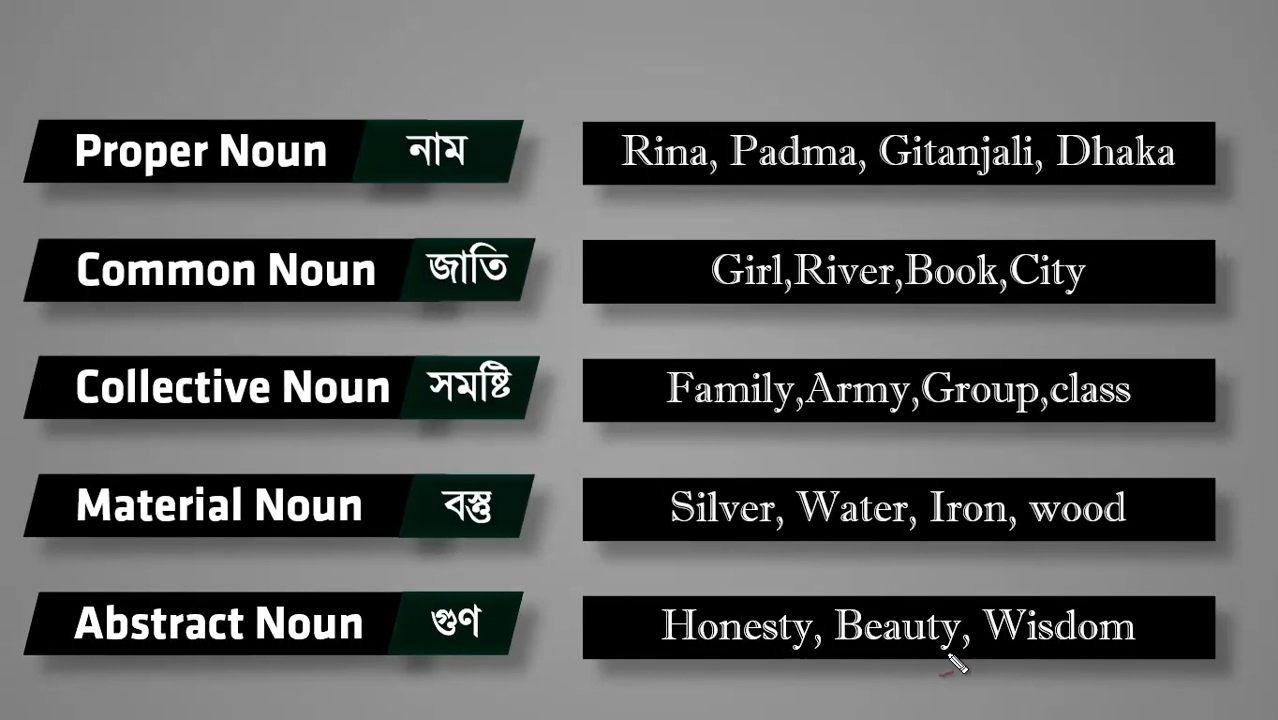 Proper Noun নাম Rina, Padma, Gitanjali, Dhaka
Common Noun জাতি Girl,River,Book,City
Collective Noun সমষ্টি Family,Army,Group,class
Material Noun বস্তু Silver, Water, Iron, wood
Abstract Noun গুণ Honesty, Beauty, Wisdom